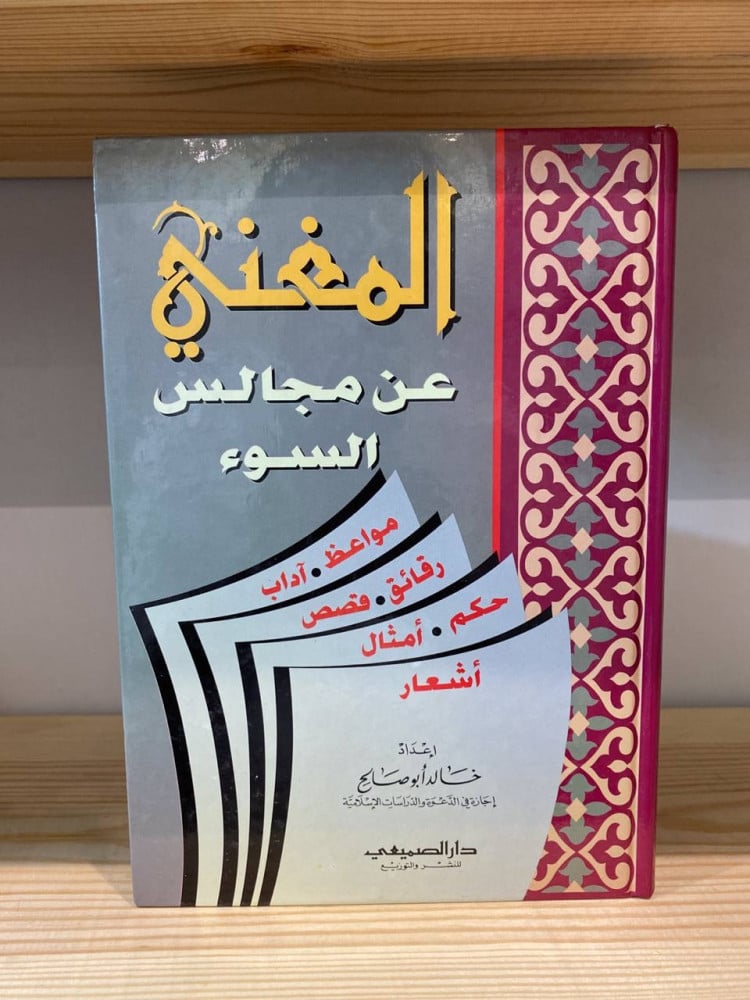 المغني
عن مجالس
السوء
مواعظ • آداب
رقائق • قصص
حكم • أمثال
أشعار
إعداد
خالد أبو صالح
إجازة في الدعوة والدراسات الإسلامية
دار الصميعي
للنشر والتوزيع